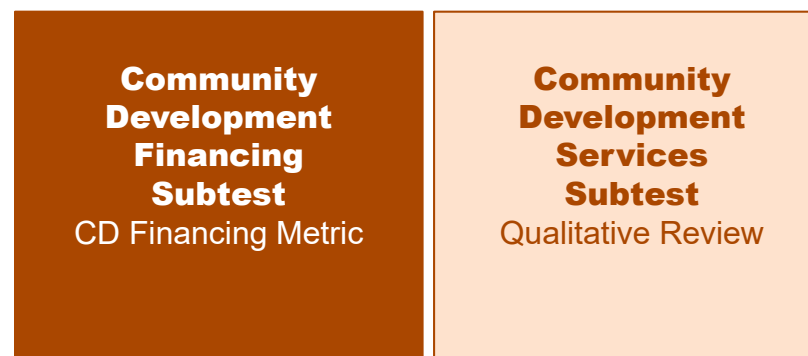 Community
Development
Financing
Subtest
CD Financing Metric
Community
Development
Services
Subtest
Qualitative Review